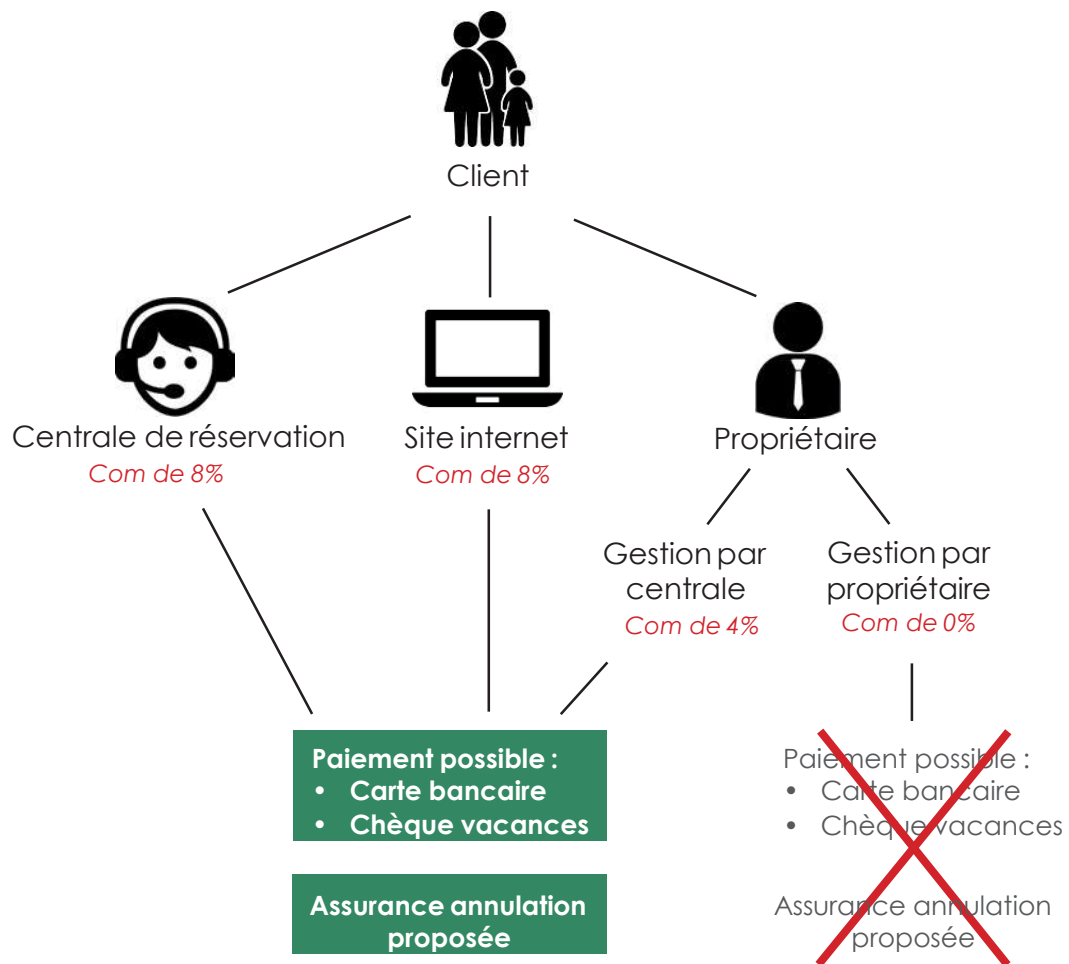 Client
Centrale de réservation
Com de 8%
Site internet
Com de 8%
Propriétaire
Gestion par
centrale
Com de 4%
Gestion par
propriétaire
Com de 0%
Paiement possible :
• Carte bancaire
• Chèque vacances
Assurance annulation
proposée
Paiement possible :
• Carte bancaire
• Chèque vacances
Assurance annulation
proposée